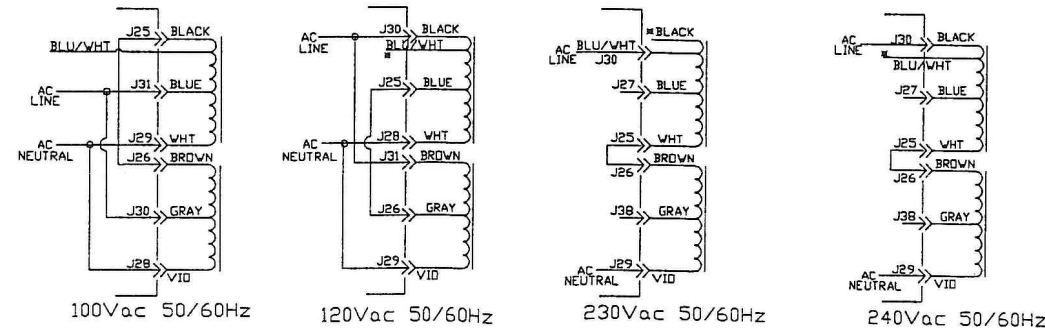 J25 BLACK
BLU/WHT
AC LINE J31 BLUE
AC NEUTRAL J29 WHT
J26 BROWN
J30 GRAY
J28 VIO
100Vac 50/60Hz
AC LINE J30 BLACK
BLU/WHT
*
J25 BLUE
AC NEUTRAL J28 WHT
J31 BROWN
J26 GRAY
J29 VIO
120Vac 50/60Hz
*BLACK
AC LINE BLU/WHT
J30
J27 BLUE
J25 WHT
BROWN
J26
J38 GRAY
AC NEUTRAL J29 VIO
230Vac 50/60Hz
AC LINE J30 BLACK
*
BLU/WHT
J27 BLUE
J25 WHT
BROWN
J26
J38 GRAY
AC NEUTRAL J29 VIO
240Vac 50/60Hz